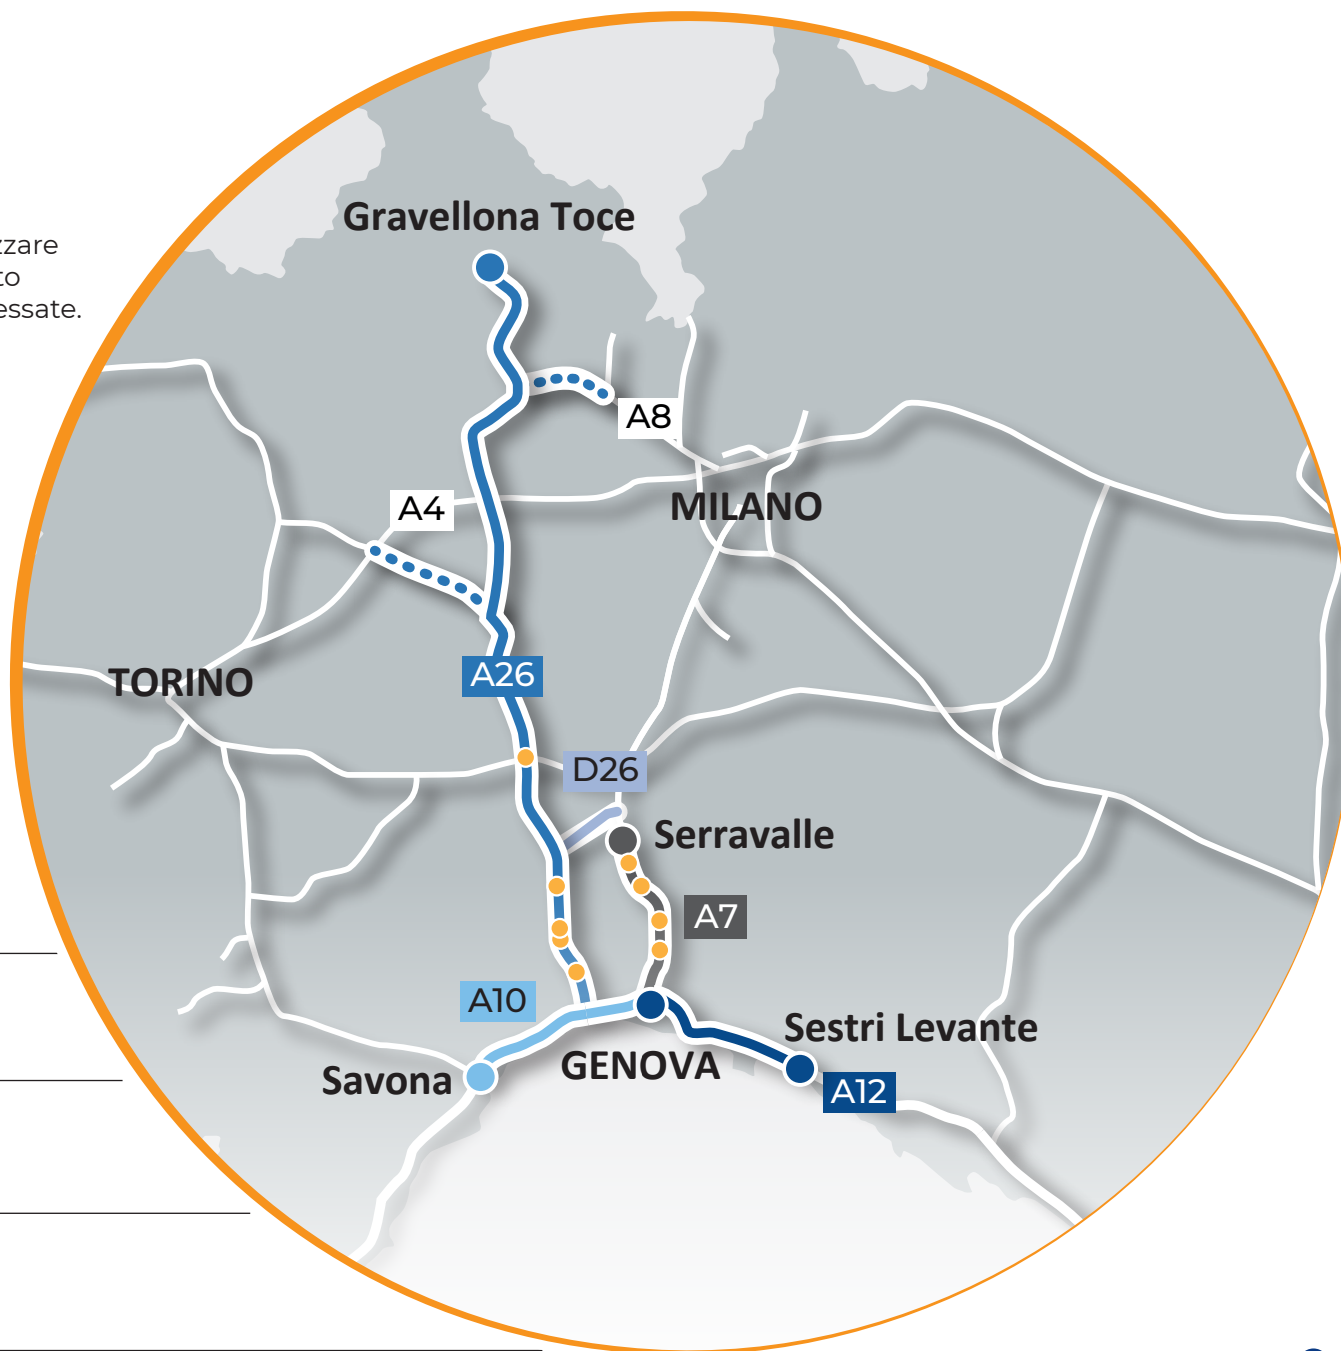 Gravellona Toce
zzare
to
essate.
A8
A4
MILANO
TORINO
A26
D26
Serravalle
A7
A10
Sestri Levante
GENOVA
Savona
A12